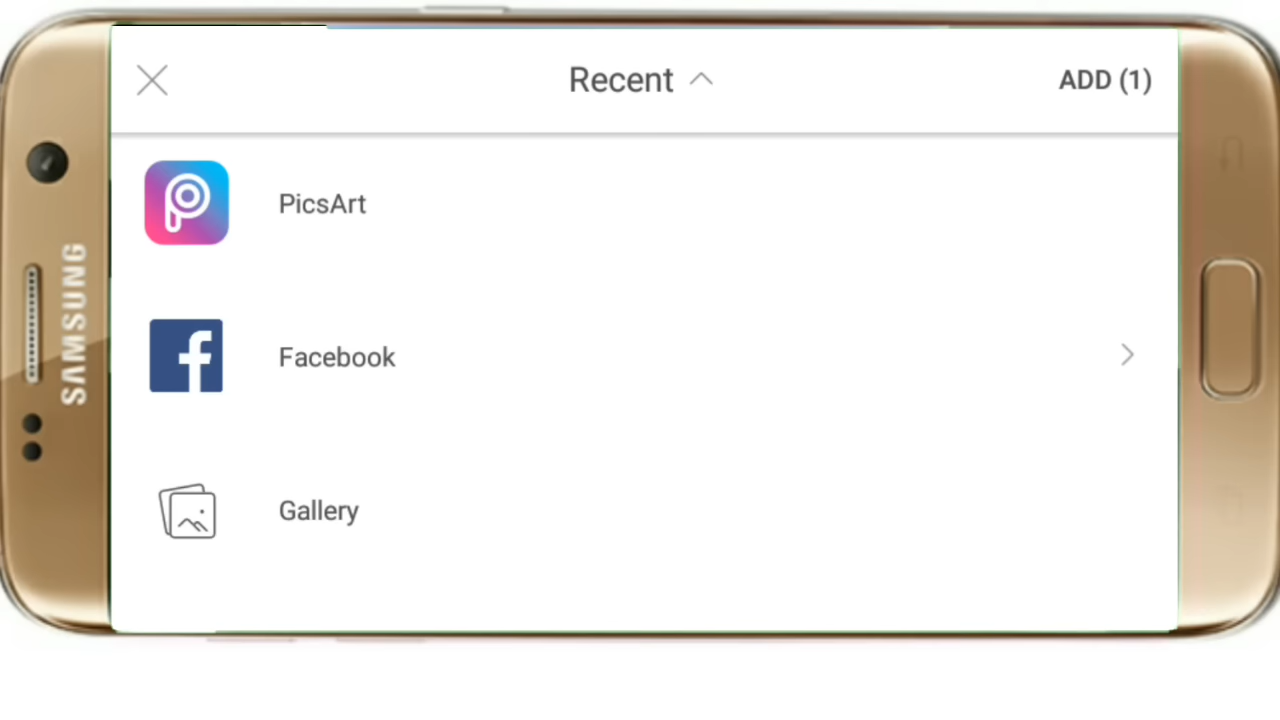 Recent
ADD (1)
PicsArt
Facebook
Gallery
SAMSUNG